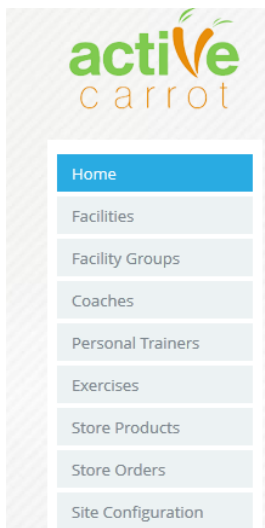 active
carrot
Home
Facilities
Facility Groups
Coaches
Personal Trainers
Exercises
Store Products
Store Orders
Site Configuration